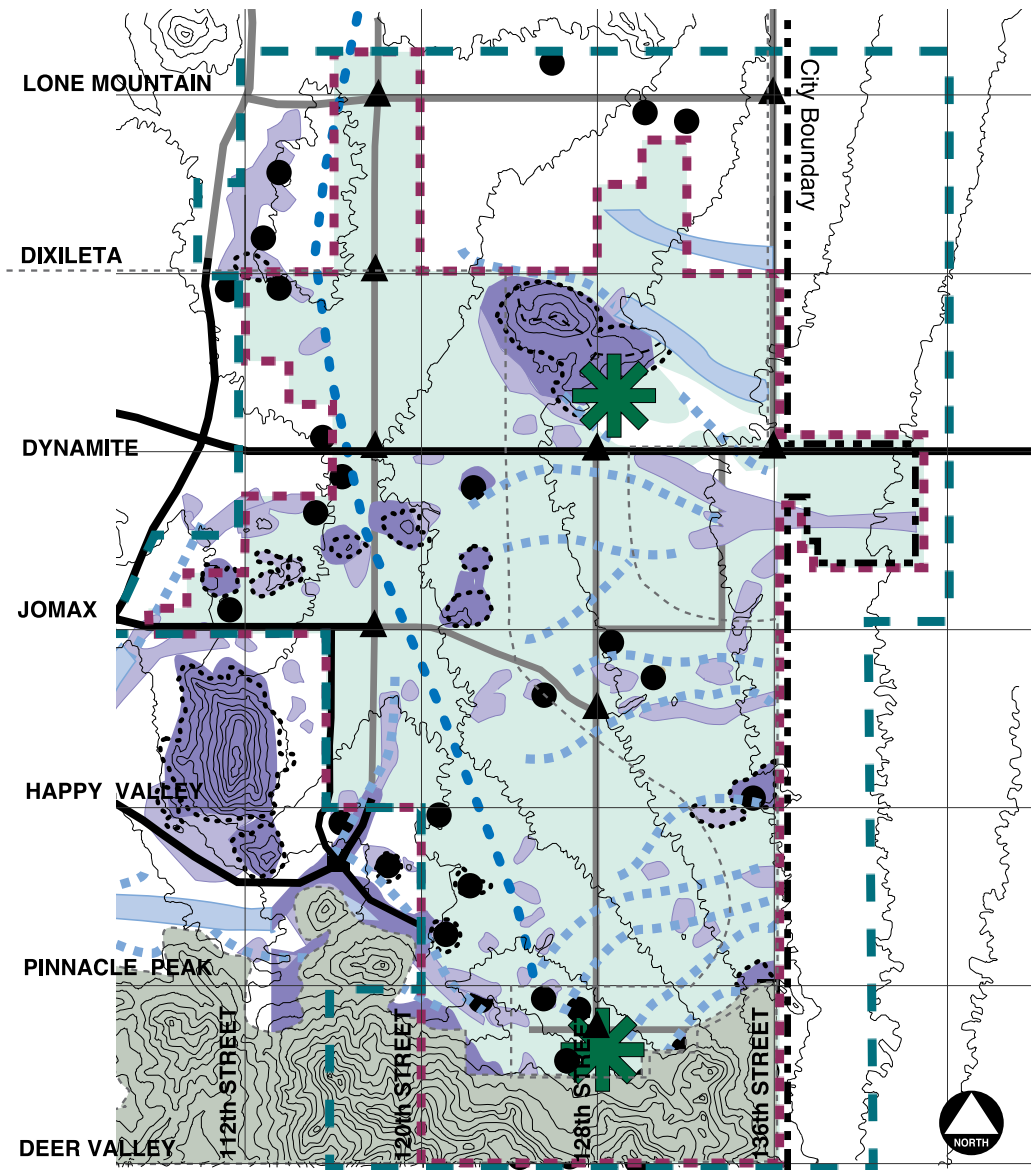 LONE MOUNTAIN
City Boundary
DIXILETA
DYNAMITE
JOMAX
HAPPY VALLEY
PINNACLE PEAK
112th STREET
120th STREET
128th STREET
136th STREET
NORTH
DEER VALLEY